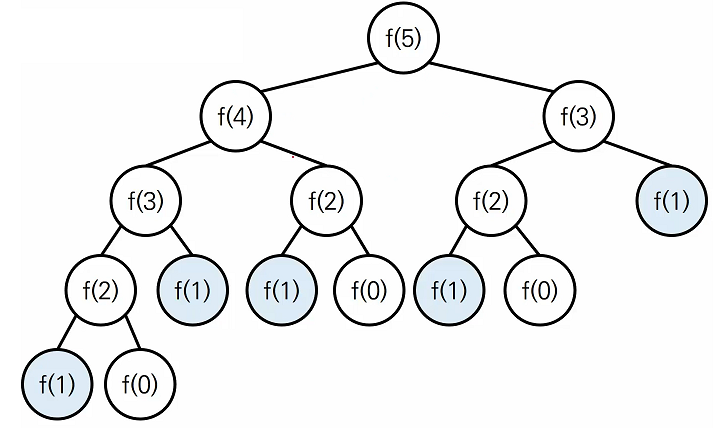 f(5)
f(4) f(3)
f(3) f(2) f(2) f(1)
f(2) f(1) f(1) f(0) f(1) f(0)
f(1) f(0)